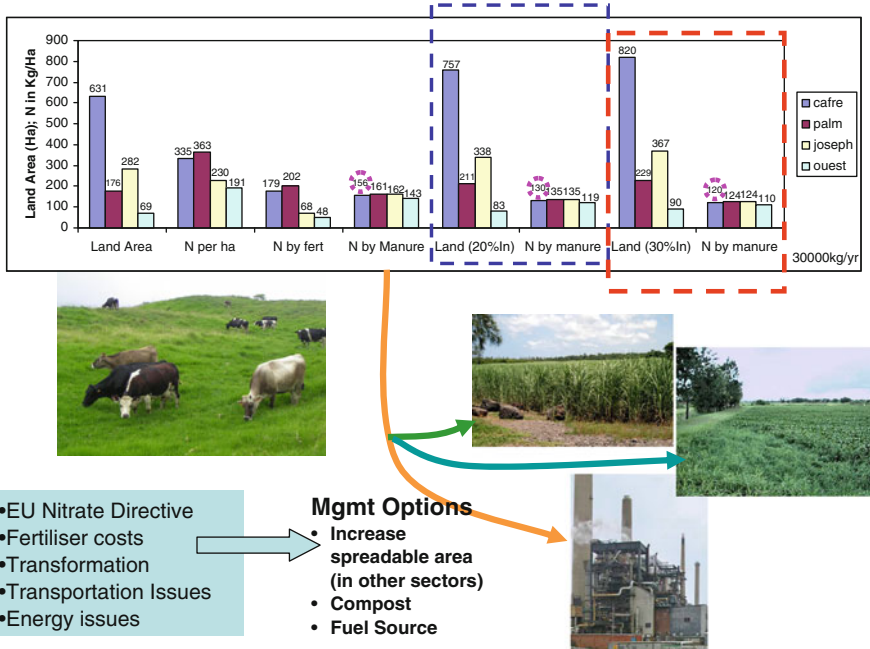 900
800
700
600
500
400
300
200
100
0
Land Area (Ha); N in Kg/Ha
631
176
282
69
335
363
230
191
179
202
68
48
156
161
162
143
757
211
338
83
130
135
135
119
820
229
367
90
120
124
124
110
Land Area
N per ha
N by fert
N by Manure
Land (20%In)
N by manure
Land (30%In)
N by manure
cafre
palm
joseph
ouest
30000kg/yr
•EU Nitrate Directive
•Fertiliser costs
•Transformation
•Transportation Issues
•Energy issues
Mgmt Options
• Increase
spreadable area
(in other sectors)
• Compost
• Fuel Source